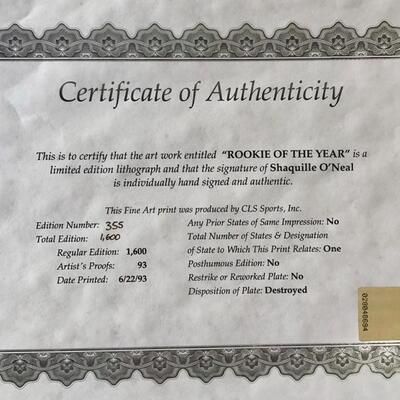 Certificate of Authenticity
This is to certify that the art work entitled "ROOKIE OF THE YEAR" is a
limited edition lithograph and that the signature of Shaquille O'Neal
is individually hand signed and authentic.
This Fine Art print was produced by CLS Sports, Inc.
Edition Number: 355
Total Edition: 1,600
Regular Edition: 1,600
Artist's Proofs: 93
Date Printed: 6/22/93
Any Prior States of Same Impression: No
Total Number of States & Designation
of State to Which This Print Relates: One
Posthumous Edition: No
Restrike or Reworked Plate: No
Disposition of Plate: Destroyed
028048684